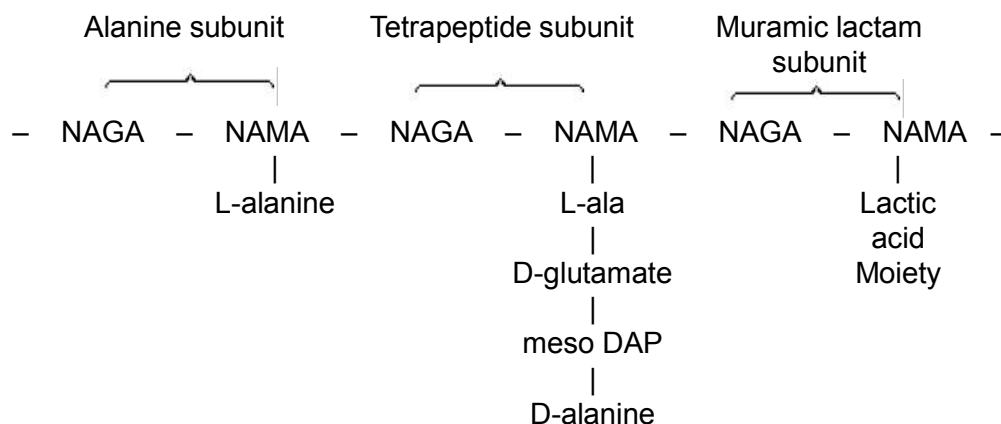 Alanine subunit Tetrapeptide subunit Muramic lactam
subunit
– NAGA – NAMA – NAGA – NAMA – NAGA – NAMA –
| | |
L-alanine L-ala Lactic
| acid
D-glutamate Moiety
|
meso DAP
|
D-alanine